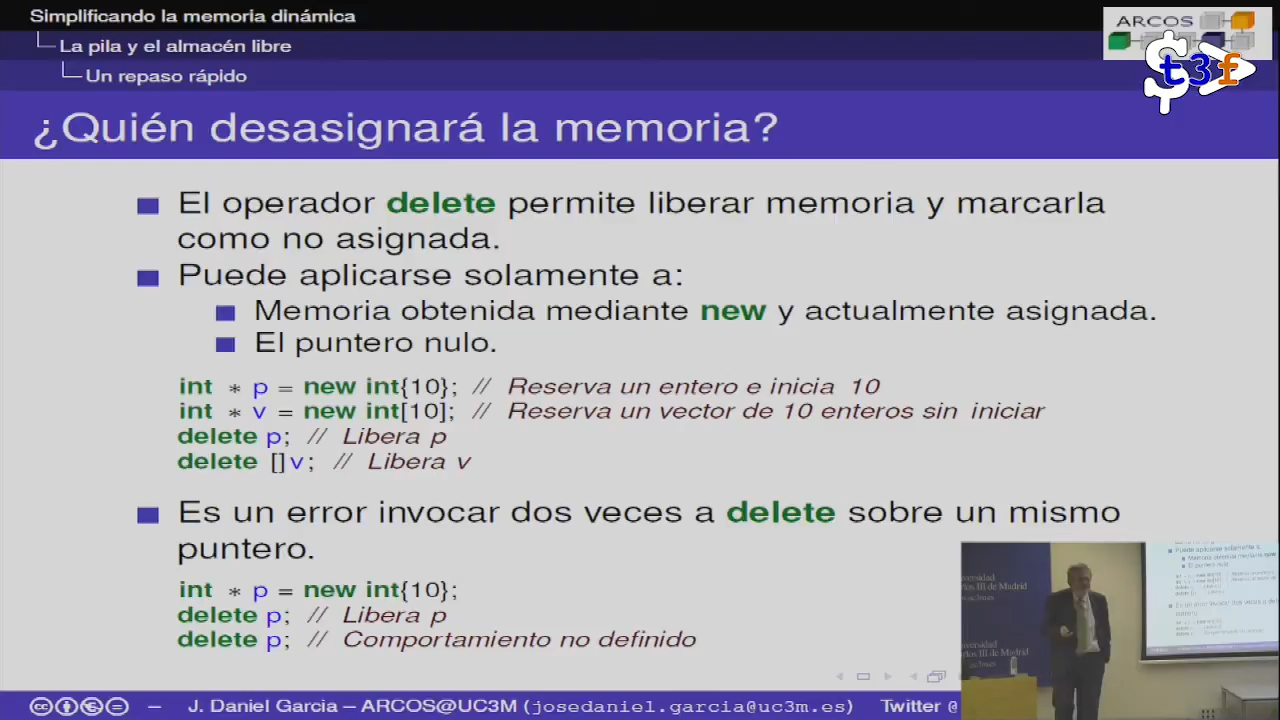 Simplificando la memoria dinámica
La pila y el almacén libre
Un repaso rápido
ARCOS
t3f
¿Quién desasignará la memoria?
El operador delete permite liberar memoria y marcarla
como no asignada.
Puede aplicarse solamente a:
Memoria obtenida mediante new y actualmente asignada.
El puntero nulo.
int * p = new int{10}; // Reserva un entero e inicia 10
int * v = new int[10]; // Reserva un vector de 10 enteros sin iniciar
delete p; // Libera p
delete []v; // Libera v
Es un error invocar dos veces a delete sobre un mismo
puntero.
int * p = new int{10};
delete p; // Libera p
delete p; // Comportamiento no definido
– J. Daniel Garcia – ARCOS@UC3M (josedaniel.garcia@uc3m.es) Twitter @